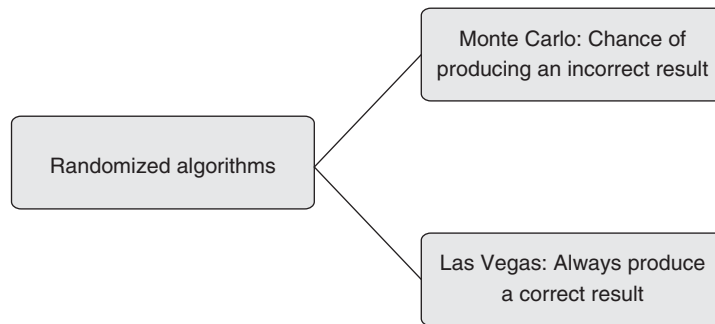 Monte Carlo: Chance of
producing an incorrect result
Randomized algorithms
Las Vegas: Always produce
a correct result